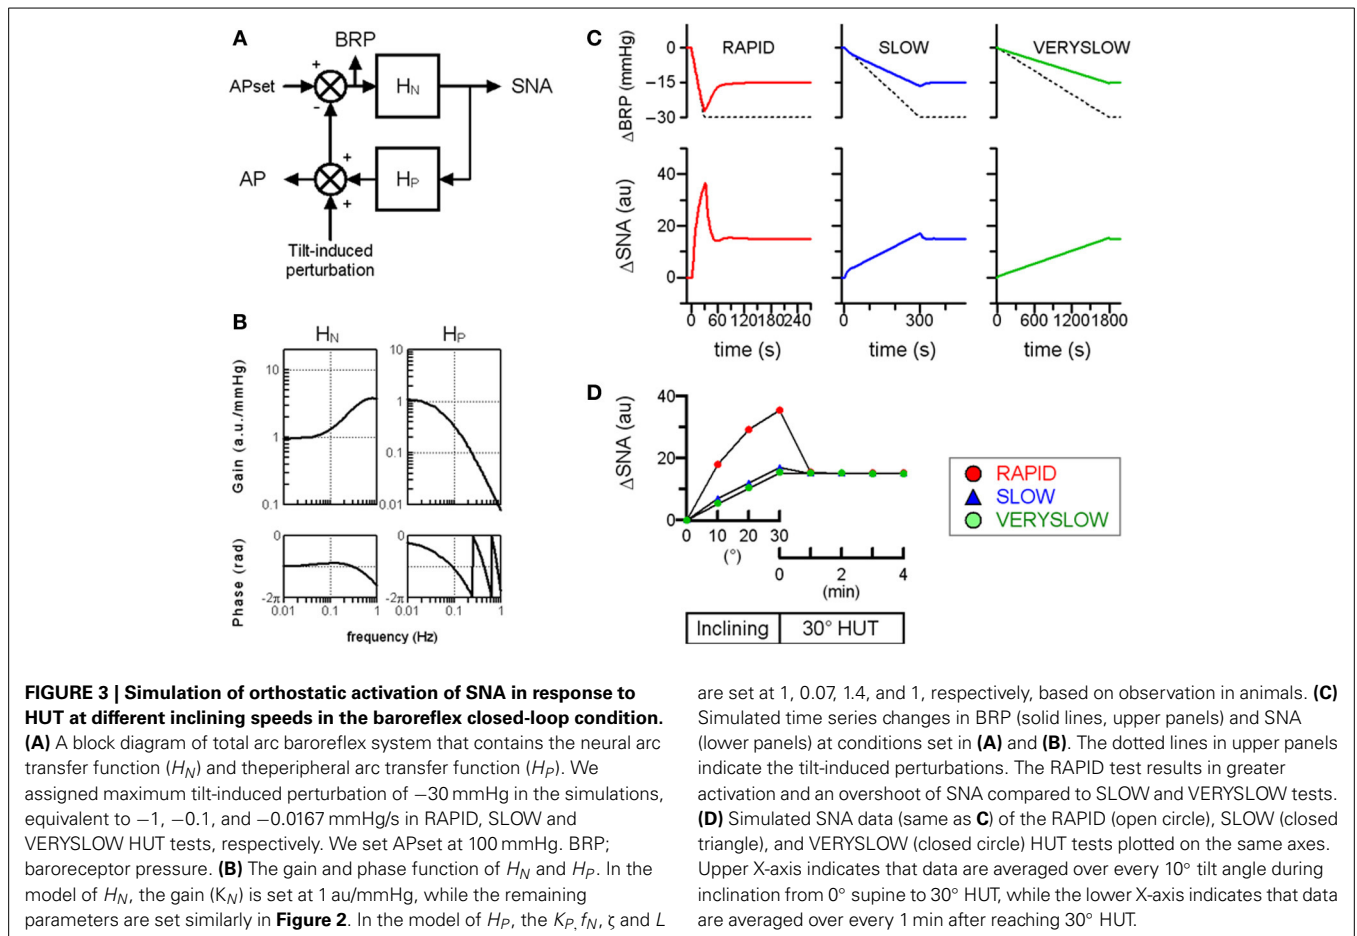 A
BRP
+
APset
H_N
SNA
-
+
AP
H_P
+
Tilt-induced
perturbation
B
H_N H_P
Gain (a.u./mmHg)
10
1
0.1
10
1
0.1
0.01
Phase (rad)
0
-2π
0
-2π
0.01 0.1 1
0.01 0.1 1
frequency (Hz)
C
ΔBRP (mmHg)
0
−15
−30
RAPID
SLOW
VERYSLOW
ΔSNA (au)
40
20
0
0 60 120 180 240
time (s)
0 300
time (s)
0 600 1200 1800
time (s)
D
ΔSNA (au)
40
20
0
0 10 20 30
(°)
0 2 4
(min)
Inclining 30° HUT
RAPID
SLOW
VERYSLOW
FIGURE 3 | Simulation of orthostatic activation of SNA in response to
HUT at different inclining speeds in the baroreflex closed-loop condition.
(A) A block diagram of total arc baroreflex system that contains the neural arc
transfer function (H_N) and theperipheral arc transfer function (H_P). We
assigned maximum tilt-induced perturbation of −30 mmHg in the simulations,
equivalent to −1, −0.1, and −0.0167 mmHg/s in RAPID, SLOW and
VERYSLOW HUT tests, respectively. We set APset at 100 mmHg. BRP;
baroreceptor pressure. (B) The gain and phase function of H_N and H_P. In the
model of H_N, the gain (K_N) is set at 1 au/mmHg, while the remaining
parameters are set similarly in Figure 2. In the model of H_P, the K_P, f_N, ς and L
are set at 1, 0.07, 1.4, and 1, respectively, based on observation in animals. (C)
Simulated time series changes in BRP (solid lines, upper panels) and SNA
(lower panels) at conditions set in (A) and (B). The dotted lines in upper panels
indicate the tilt-induced perturbations. The RAPID test results in greater
activation and an overshoot of SNA compared to SLOW and VERYSLOW tests.
(D) Simulated SNA data (same as C) of the RAPID (open circle), SLOW (closed
triangle), and VERYSLOW (closed circle) HUT tests plotted on the same axes.
Upper X-axis indicates that data are averaged over every 10° tilt angle during
inclination from 0° supine to 30° HUT, while the lower X-axis indicates that data
are averaged over every 1 min after reaching 30° HUT.